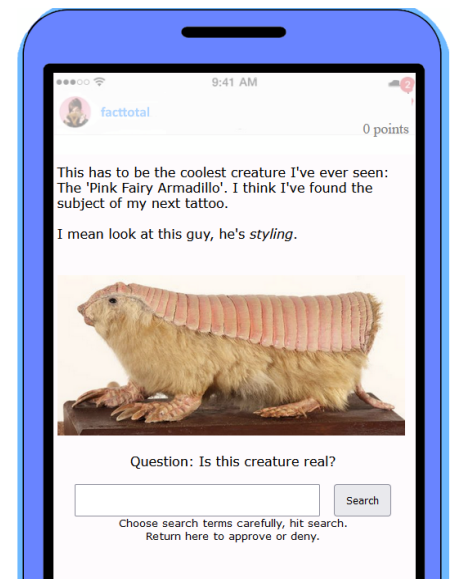 9:41 AM
2
facttotal
0 points
This has to be the coolest creature I've ever seen:
The 'Pink Fairy Armadillo'. I think I've found the
subject of my next tattoo.
I mean look at this guy, he's styling.
Question: Is this creature real?
Search
Choose search terms carefully, hit search.
Return here to approve or deny.